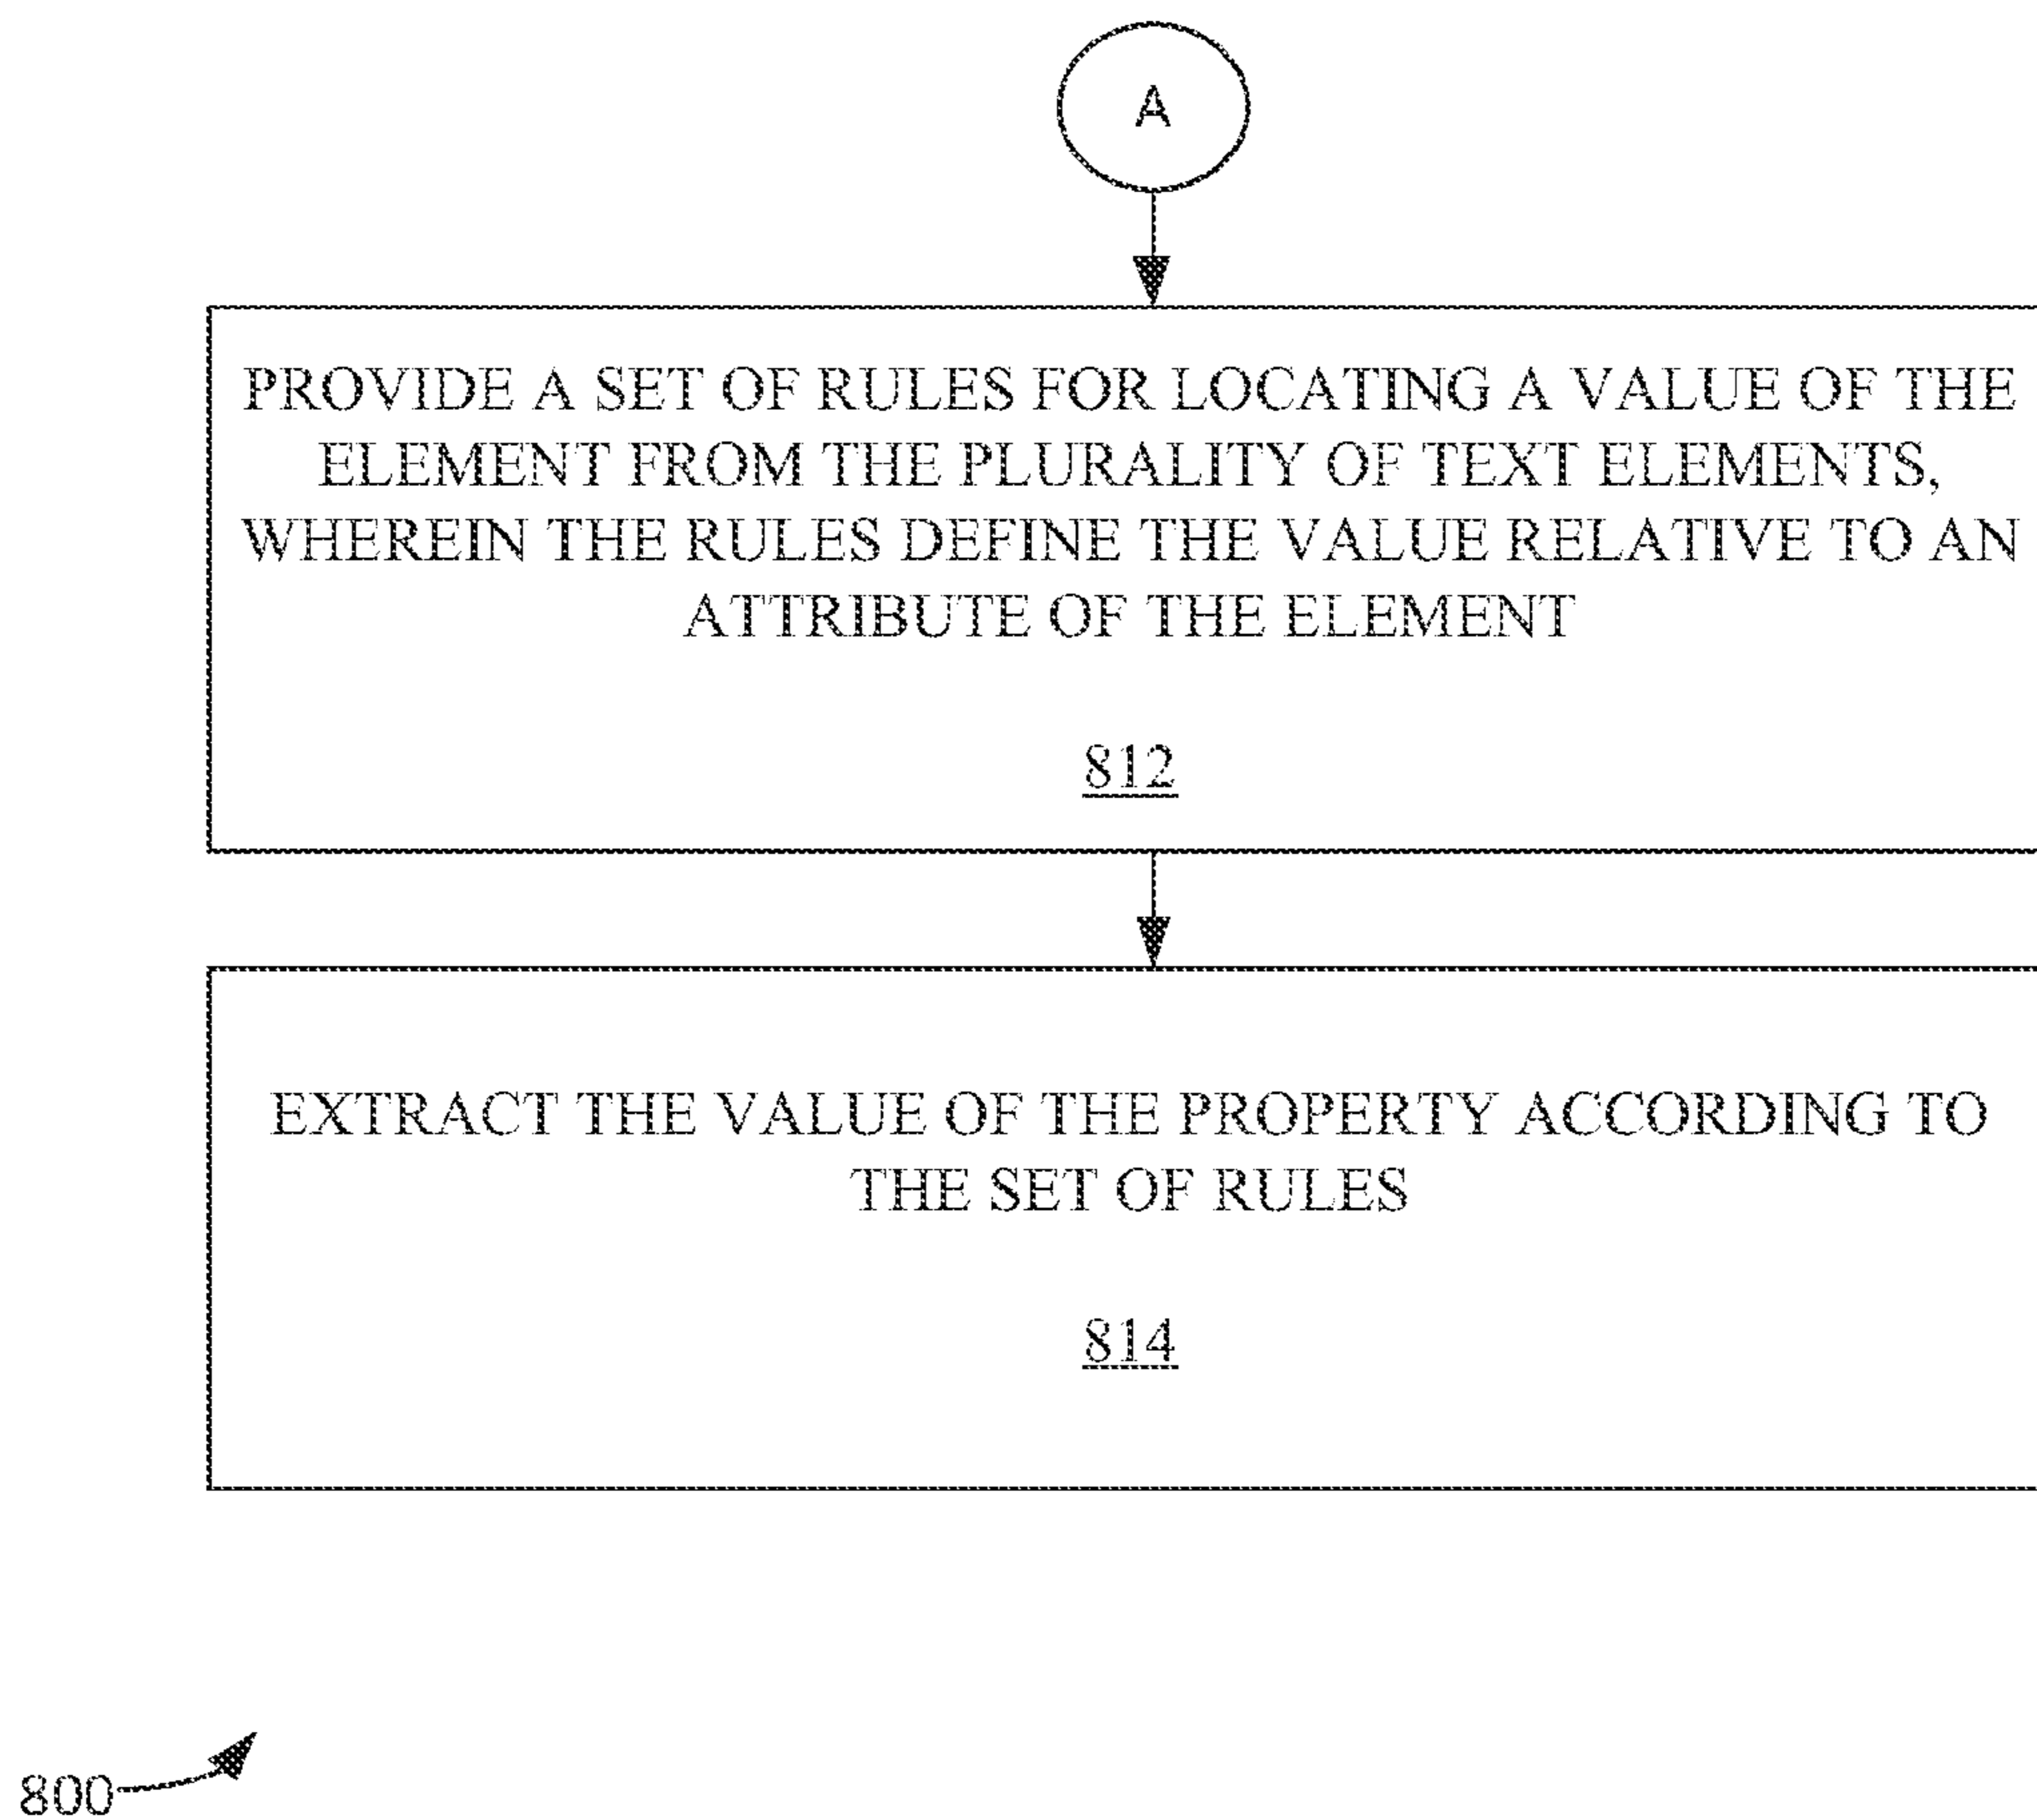 A
PROVIDE A SET OF RULES FOR LOCATING A VALUE OF THE
ELEMENT FROM THE PLURALITY OF TEXT ELEMENTS,
WHEREIN THE RULES DEFINE THE VALUE RELATIVE TO AN
ATTRIBUTE OF THE ELEMENT
812
EXTRACT THE VALUE OF THE PROPERTY ACCORDING TO
THE SET OF RULES
814
800